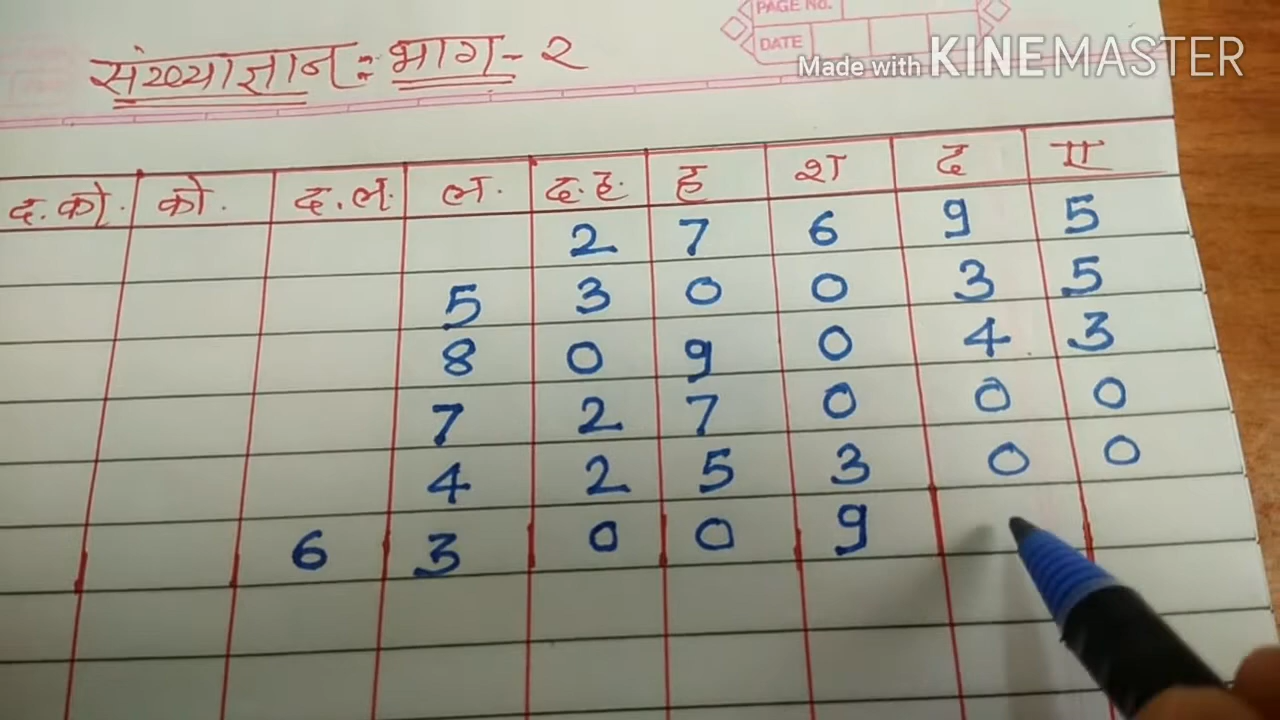 PAGE No.
DATE
Made with KINEMASTER
संख्याज्ञान : भाग - २
द.को. को. द.ल. ल. द.ह. ह श द ए
2 7 6 9 5
5 3 0 0 3 5
8 0 9 0 4 3
7 2 7 0 0 0
4 2 5 3 0 0
6 3 0 0 9